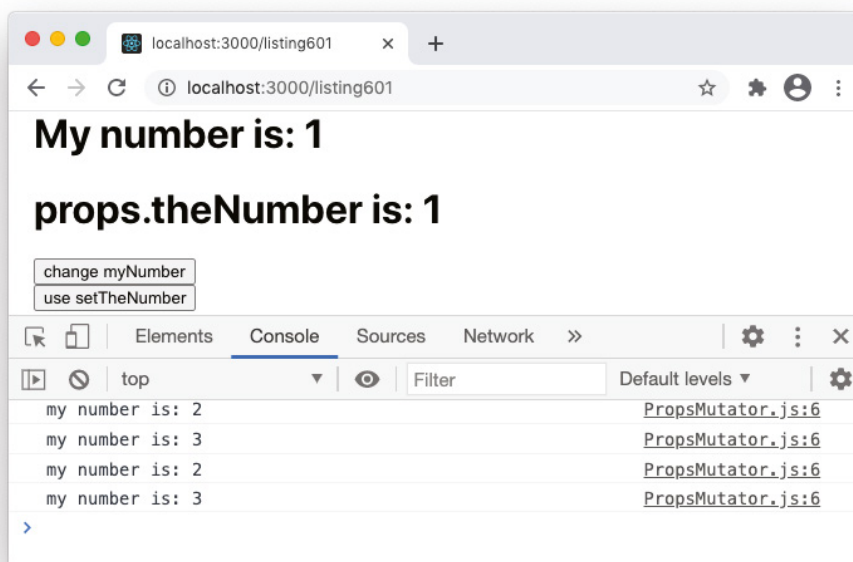 localhost:3000/listing601
localhost:3000/listing601
My number is: 1
props.theNumber is: 1
change myNumber
use setTheNumber
Elements Console Sources Network »
top Filter Default levels ▼
my number is: 2 PropsMutator.js:6
my number is: 3 PropsMutator.js:6
my number is: 2 PropsMutator.js:6
my number is: 3 PropsMutator.js:6